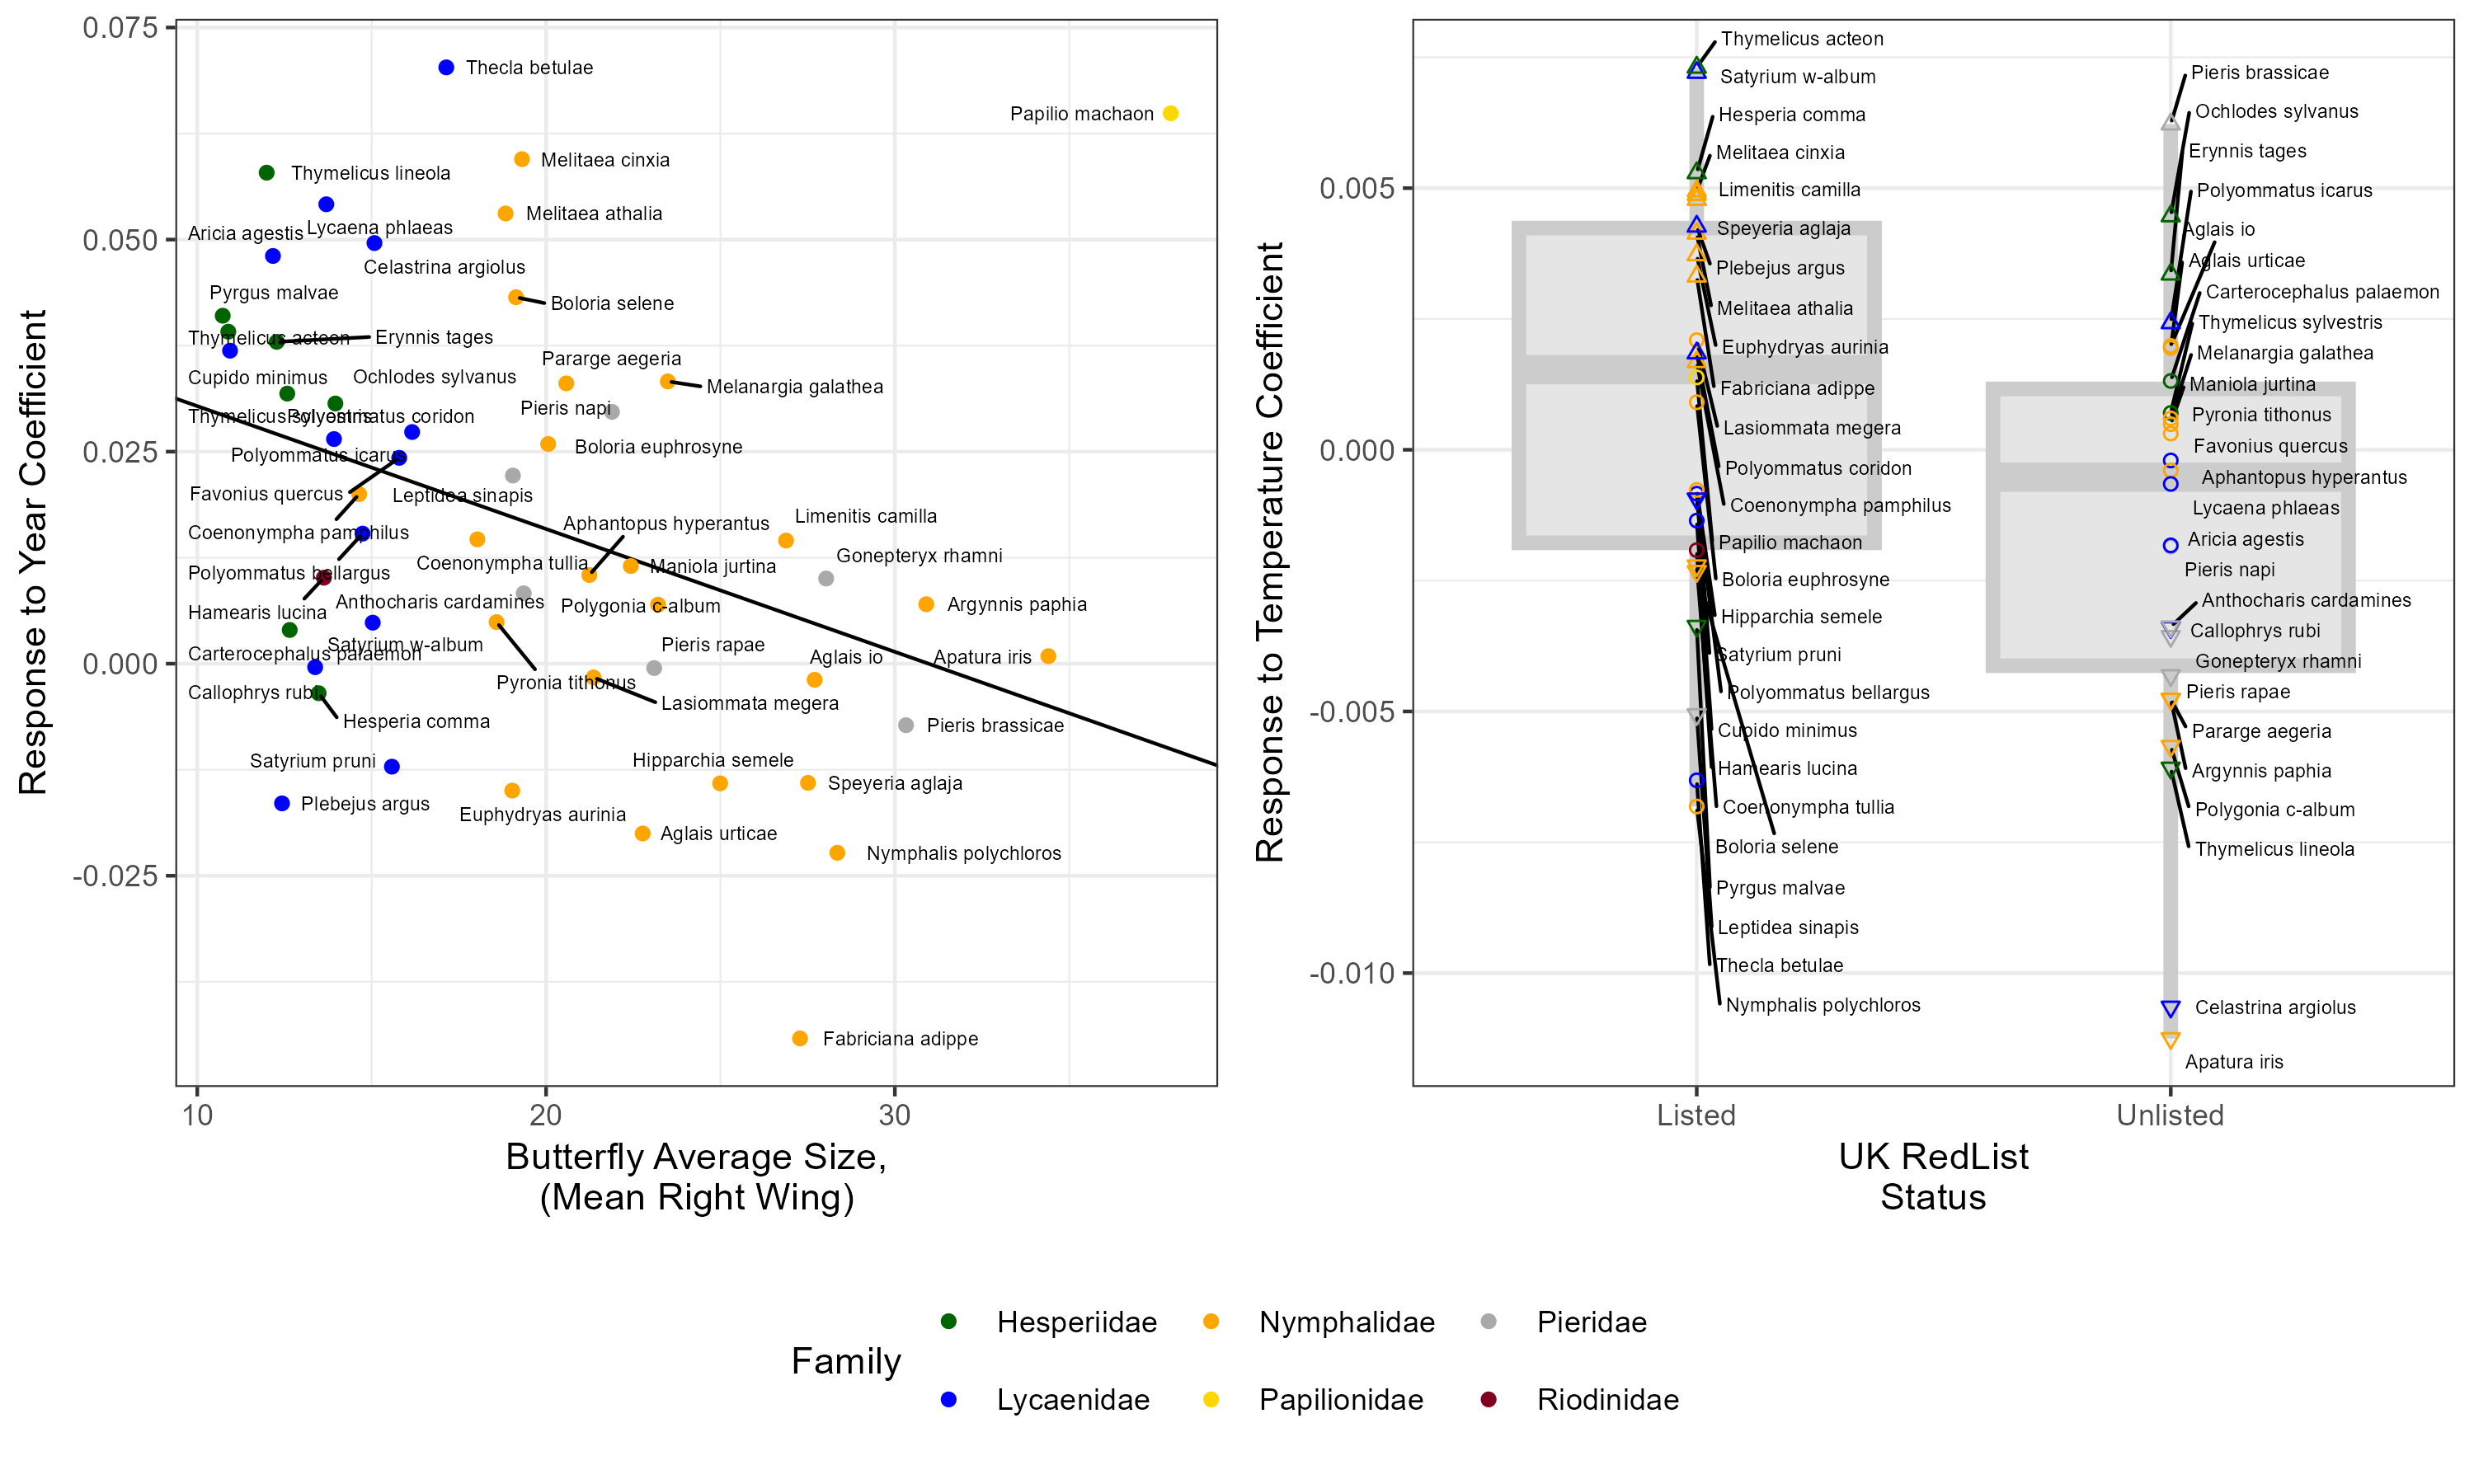 Response to Year Coefficient
0.075
0.050
0.025
0.000
-0.025
Thecla betulae
Papilio machaon
Melitaea cinxia
Thymelicus lineola
Melitaea athalia
Lycaena phlaeas
Aricia agestis
Celastrina argiolus
Pyrgus malvae
Boloria selene
Thymelicus acteon
Erynnis tages
Pararge aegeria
Cupido minimus
Ochlodes sylvanus
Melanargia galathea
Pieris napi
Thymelicus sylvestris
Polyommatus coridon
Boloria euphrosyne
Polyommatus icarus
Favonius quercus
Leptidea sinapis
Limenitis camilla
Aphantopus hyperantus
Coenonympha pamphilus
Gonepteryx rhamni
Coenonympha tullia
Maniola jurtina
Polyommatus bellargus
Anthocharis cardamines
Polygonia c-album
Argynnis paphia
Hamearis lucina
Satyrium w-album
Pieris rapae
Carterocephalus palaemon
Aglais io
Apatura iris
Pyronia tithonus
Callophrys rubi
Lasiommata megera
Hesperia comma
Pieris brassicae
Satyrium pruni
Hipparchia semele
Speyeria aglaja
Plebejus argus
Euphydryas aurinia
Aglais urticae
Nymphalis polychloros
Fabriciana adippe
10
20
30
Butterfly Average Size,
(Mean Right Wing)
Response to Temperature Coefficient
0.005
0.000
-0.005
-0.010
Thymelicus acteon
Satyrium w-album
Hesperia comma
Melitaea cinxia
Limenitis camilla
Speyeria aglaja
Plebejus argus
Melitaea athalia
Euphydryas aurinia
Fabriciana adippe
Lasiommata megera
Polyommatus coridon
Coenonympha pamphilus
Papilio machaon
Boloria euphrosyne
Hipparchia semele
Satyrium pruni
Polyommatus bellargus
Cupido minimus
Hamearis lucina
Coenonympha tullia
Boloria selene
Pyrgus malvae
Leptidea sinapis
Thecla betulae
Nymphalis polychloros
Pieris brassicae
Ochlodes sylvanus
Erynnis tages
Polyommatus icarus
Aglais io
Aglais urticae
Carterocephalus palaemon
Thymelicus sylvestris
Melanargia galathea
Maniola jurtina
Pyronia tithonus
Favonius quercus
Aphantopus hyperantus
Lycaena phlaeas
Aricia agestis
Pieris napi
Anthocharis cardamines
Callophrys rubi
Gonepteryx rhamni
Pieris rapae
Pararge aegeria
Argynnis paphia
Polygonia c-album
Thymelicus lineola
Celastrina argiolus
Apatura iris
Listed
Unlisted
UK RedList
Status
Family
Hesperiidae
Nymphalidae
Pieridae
Lycaenidae
Papilionidae
Riodinidae